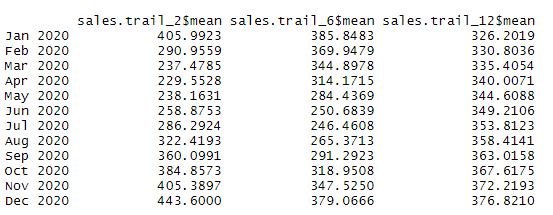 sales.trail_2$mean sales.trail_6$mean sales.trail_12$mean
Jan 2020 405.9923 385.8483 326.2019
Feb 2020 290.9559 369.9479 330.8036
Mar 2020 237.4785 344.8978 335.4054
Apr 2020 229.5528 314.1715 340.0071
May 2020 238.1631 284.4369 344.6088
Jun 2020 258.8753 250.6839 349.2106
Jul 2020 286.2924 246.4608 353.8123
Aug 2020 322.4193 265.3713 358.4141
Sep 2020 360.0991 291.2923 363.0158
Oct 2020 384.8573 318.9508 367.6175
Nov 2020 405.3897 347.5250 372.2193
Dec 2020 443.6000 379.0666 376.8210